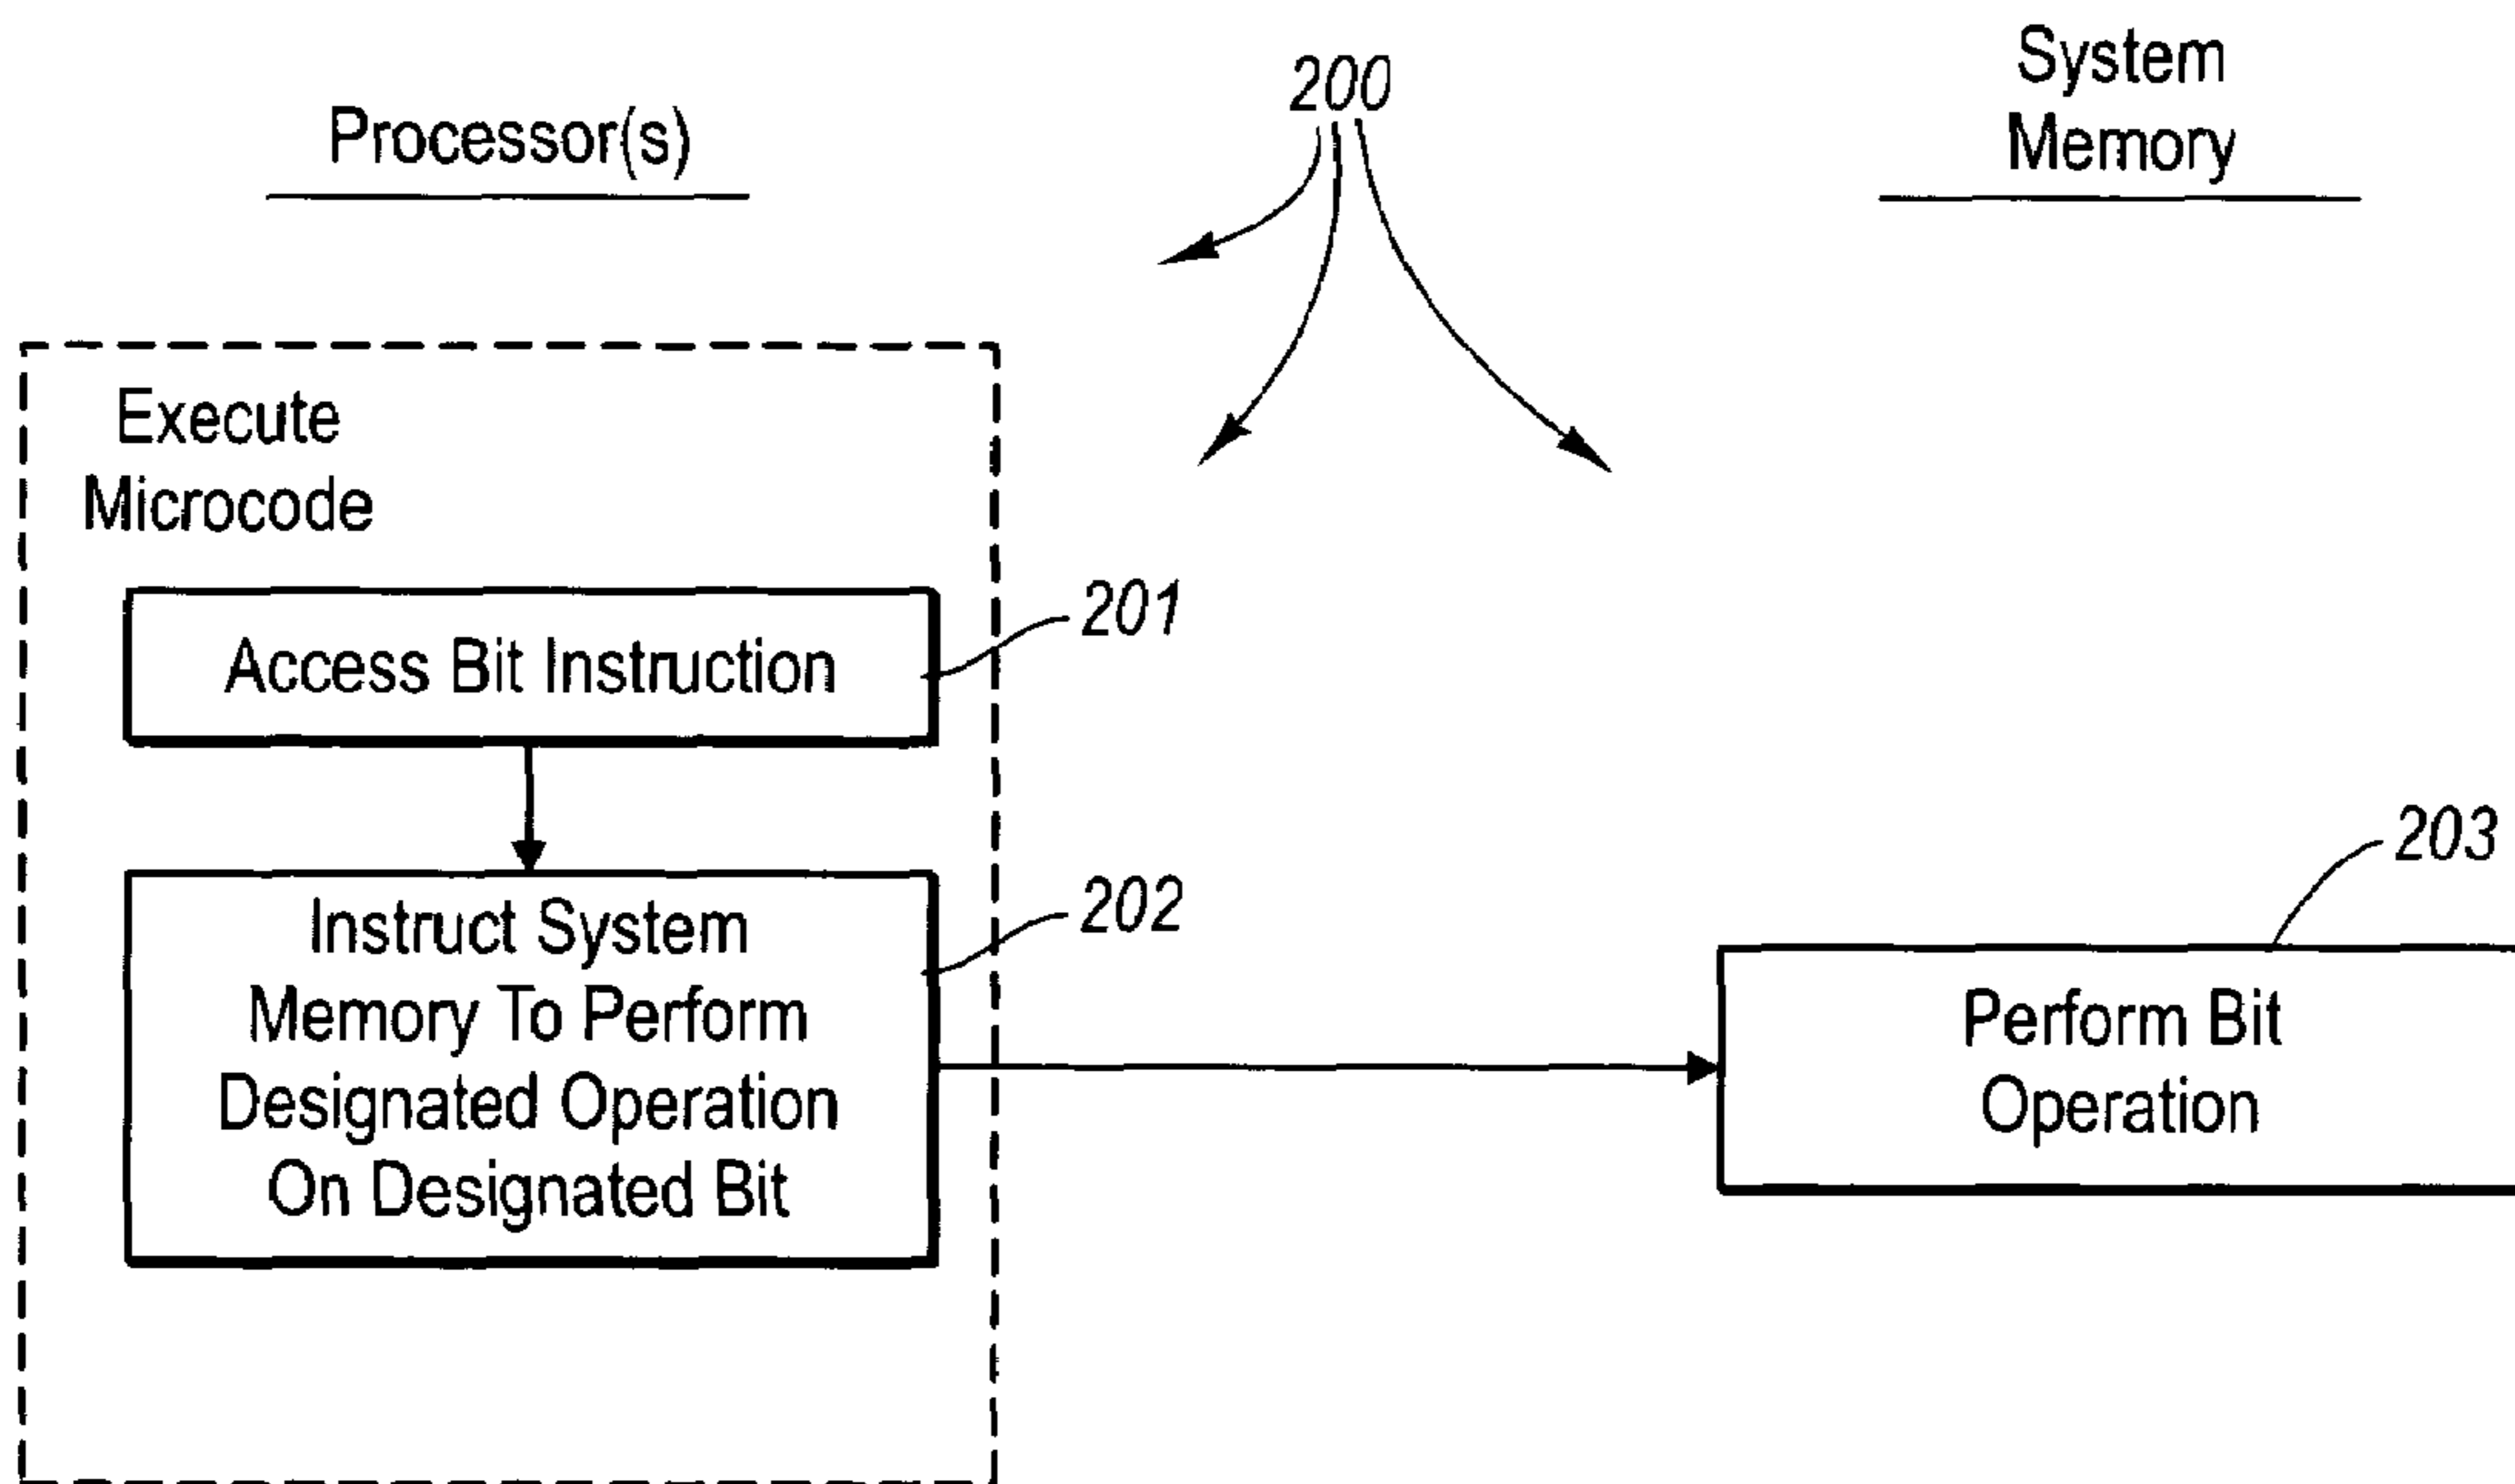 Processor(s)
200
System
Memory
Execute
Microcode
Access Bit Instruction
201
Instruct System
Memory To Perform
Designated Operation
On Designated Bit
202
203
Perform Bit
Operation